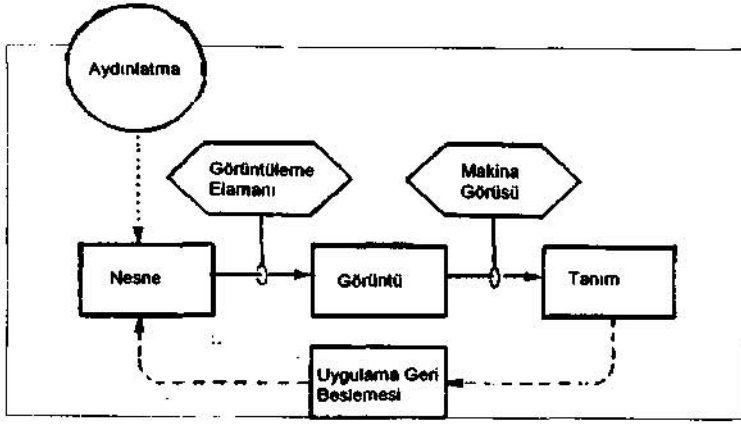 Aydınlatma
Görüntüleme
Elamanı
Makina
Görüsü
Nesne
Görüntü
Tanım
Uygulama Geri
Beslemesi